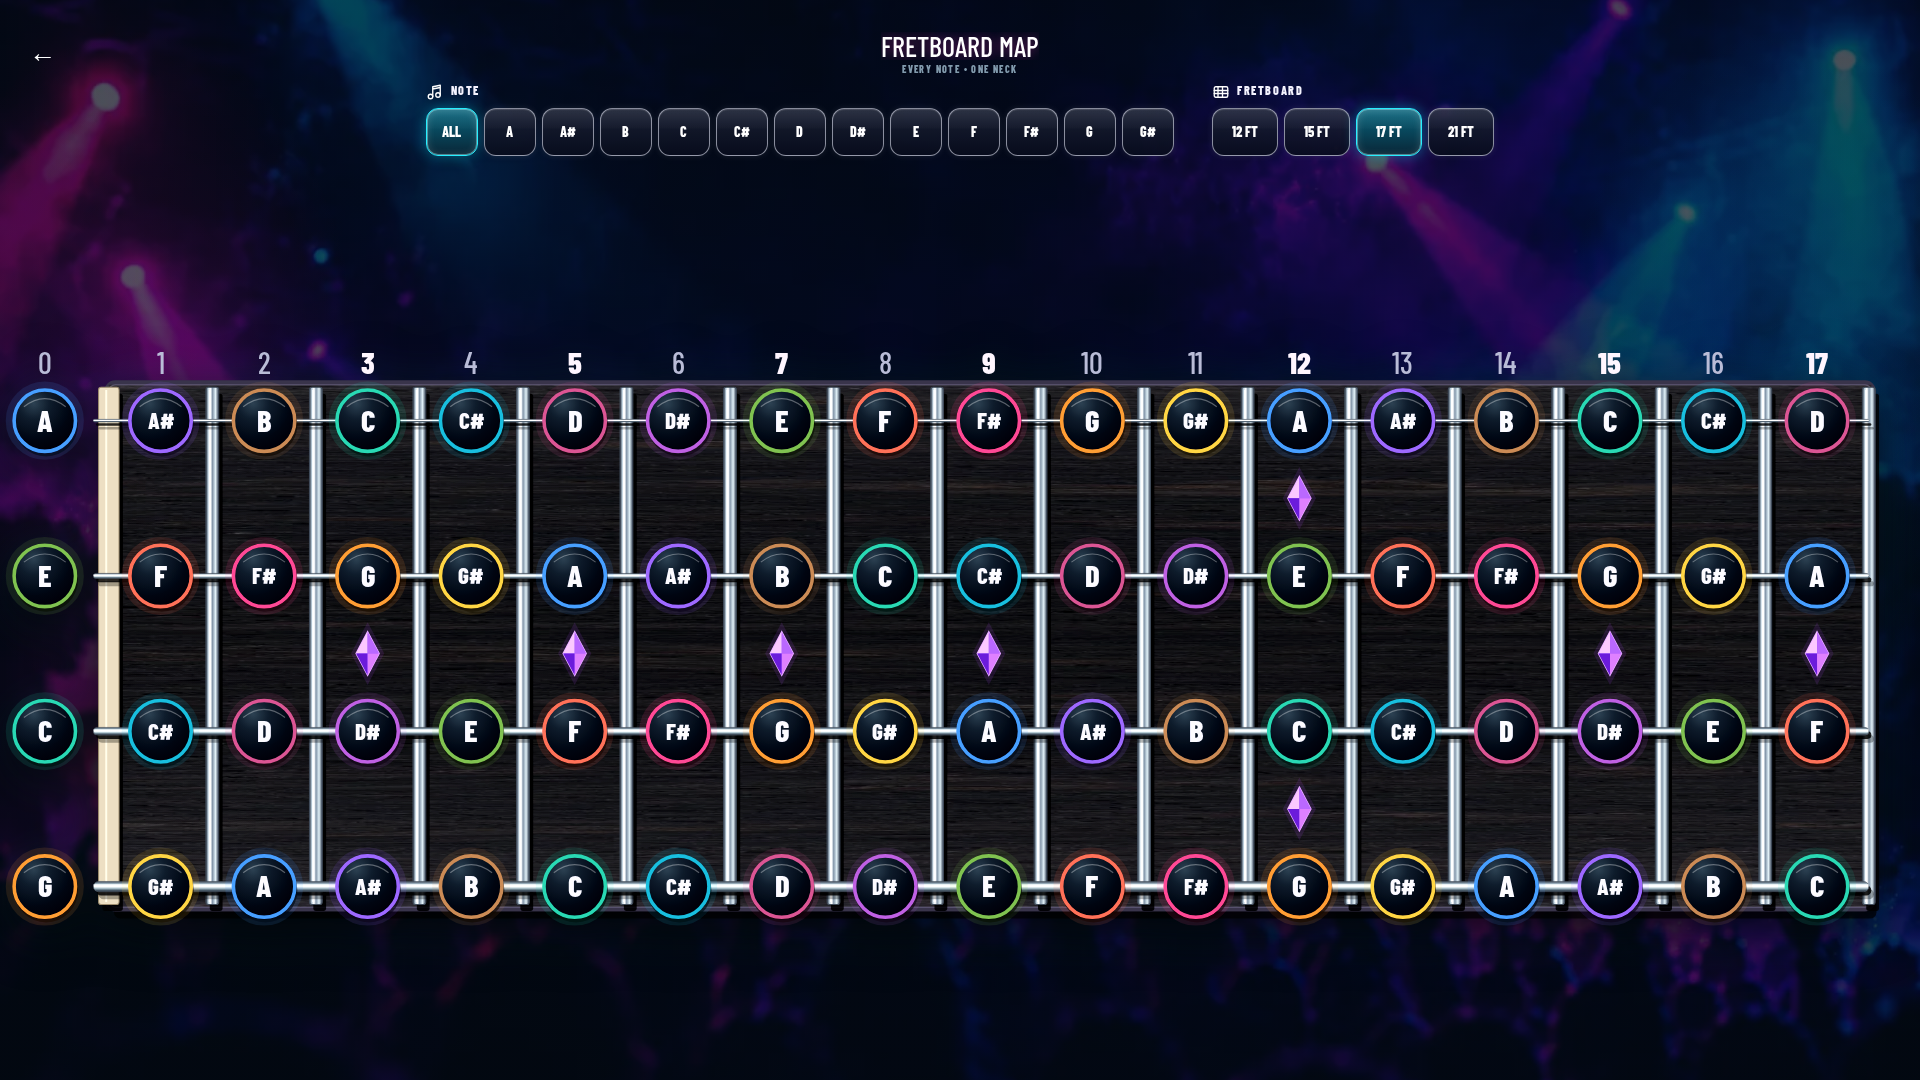 ←
FRETBOARD MAP
EVERY NOTE • ONE NECK
NOTE
FRETBOARD
ALL A A# B C C# D D# E F F# G G# 12 FT 15 FT 17 FT 21 FT
0 1 2 3 4 5 6 7 8 9 10 11 12 13 14 15 16 17
A A# B C C# D D# E F F# G G# A A# B C C# D
E F F# G G# A A# B C C# D D# E F F# G G# A
C C# D D# E F F# G G# A A# B C C# D D# E F
G G# A A# B C C# D D# E F F# G G# A A# B C